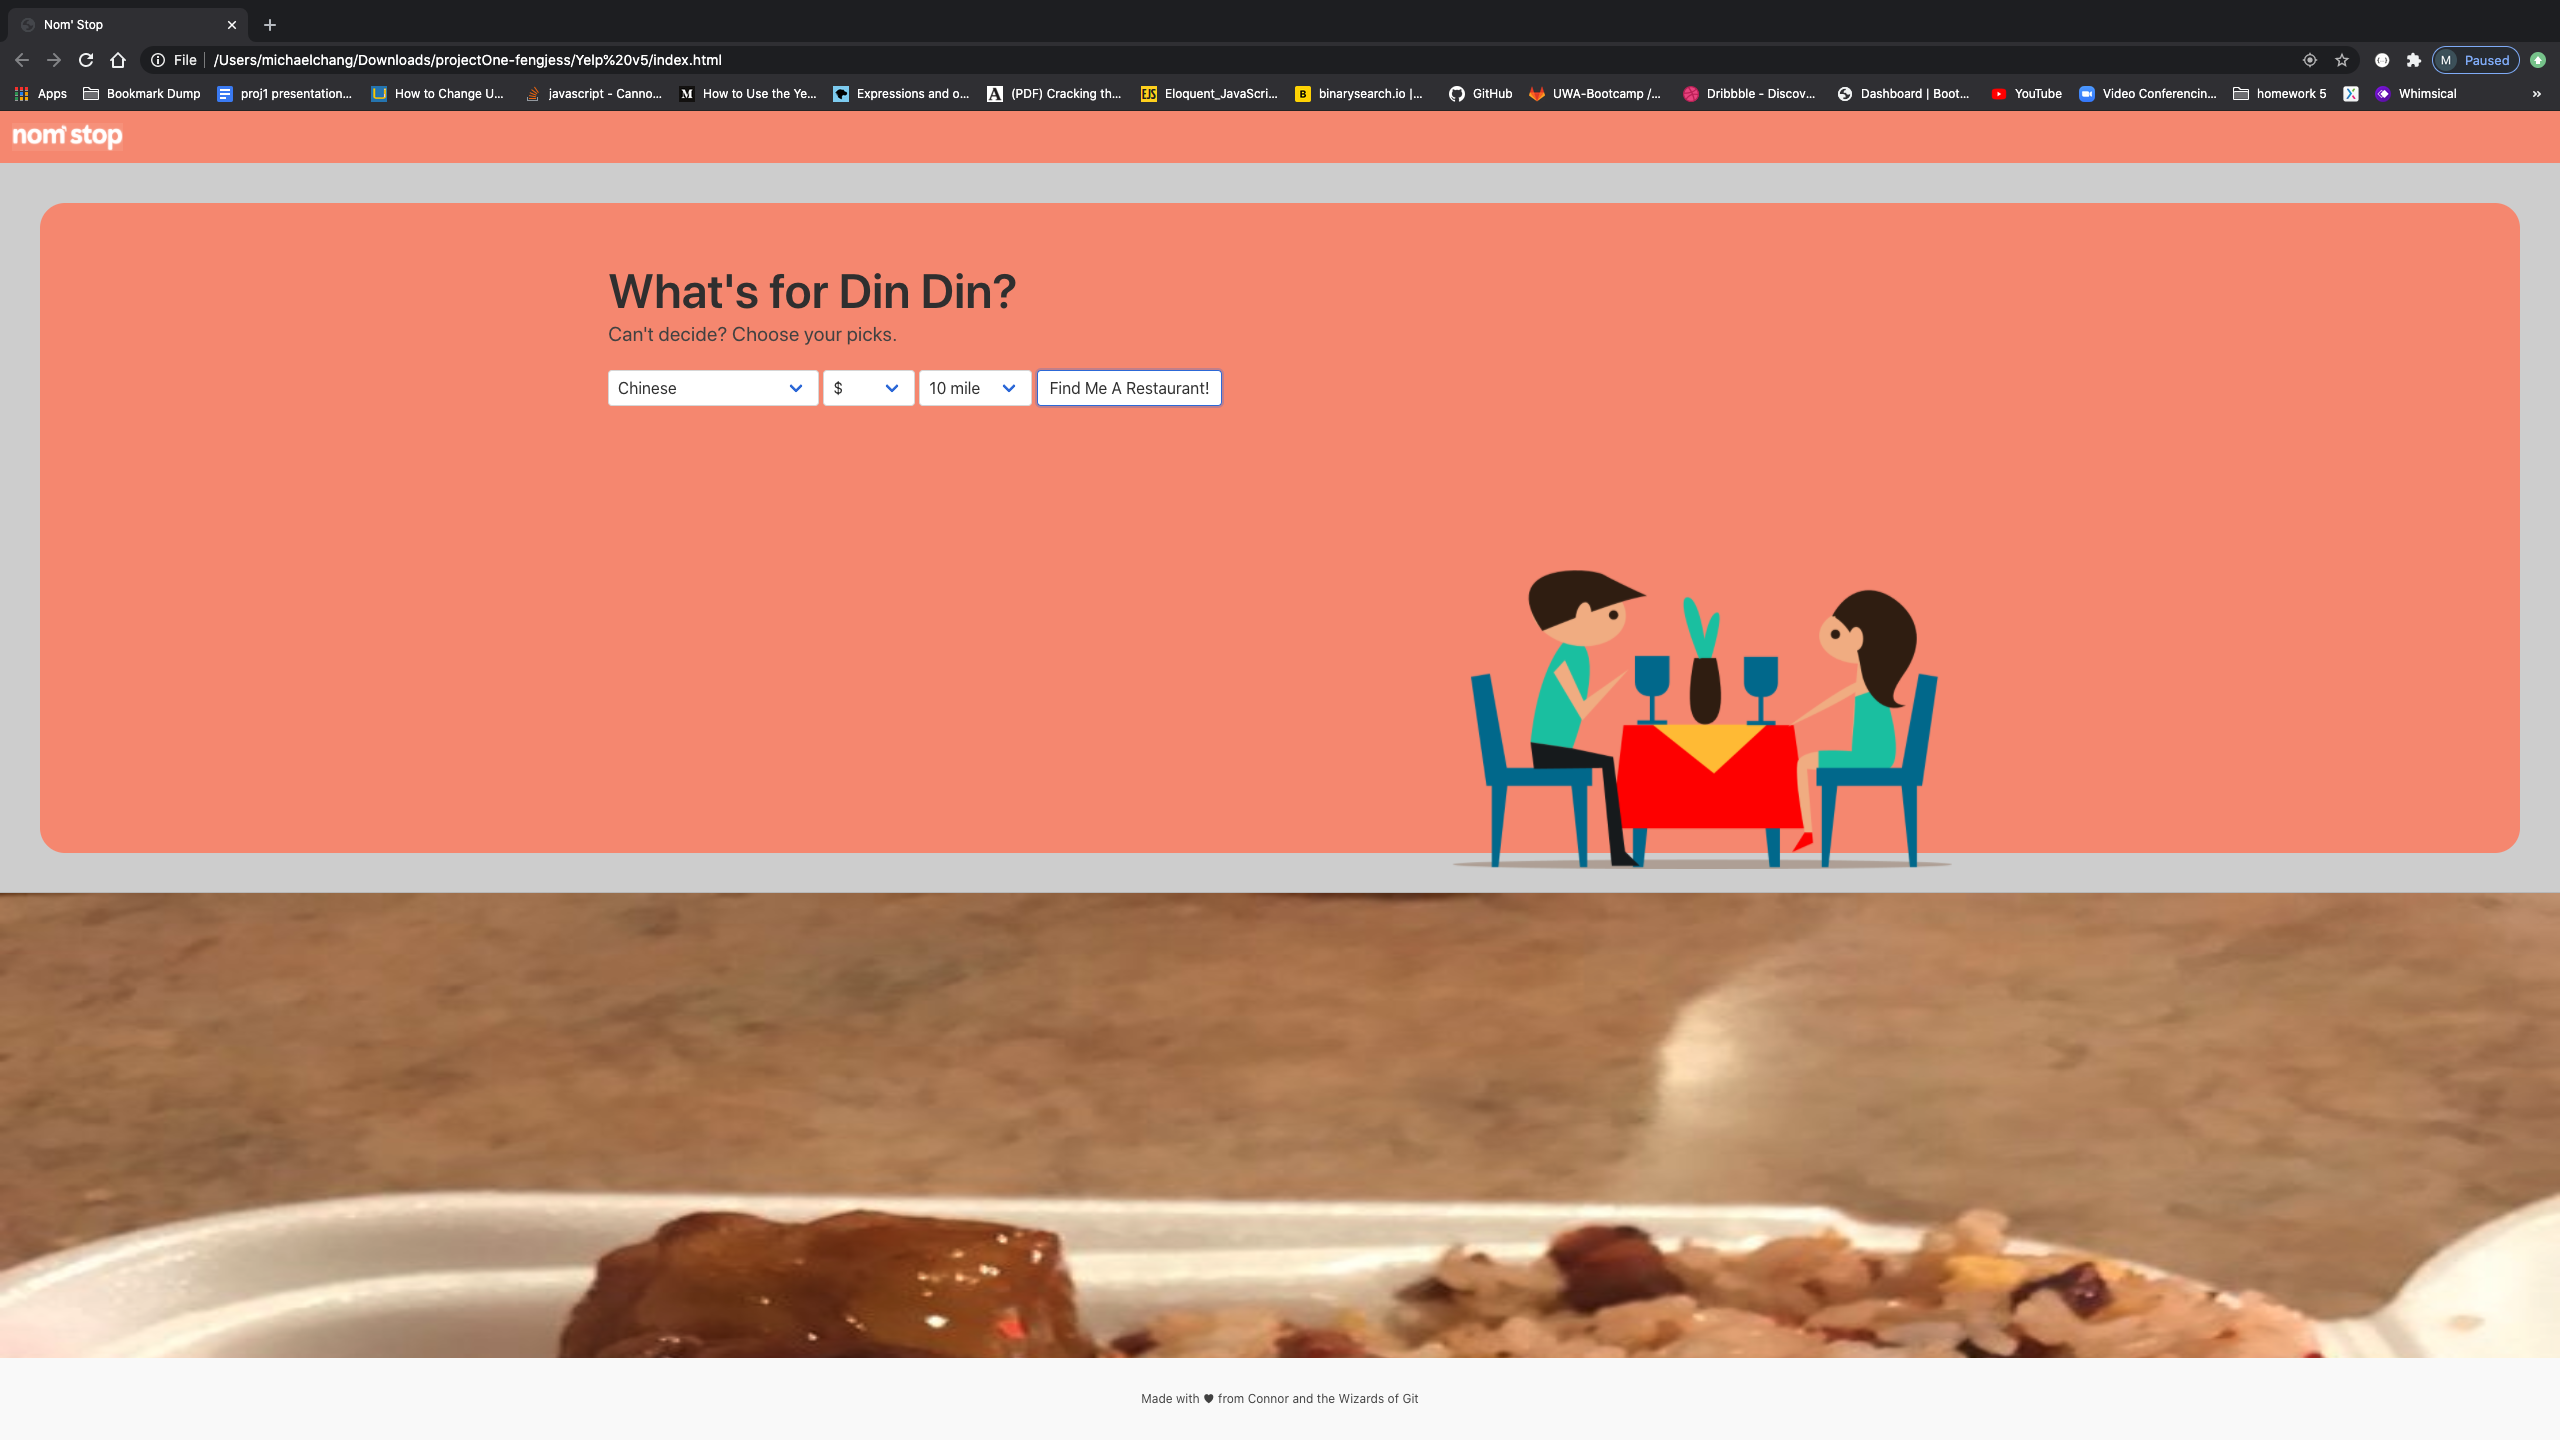 Nom' Stop
File /Users/michaelchang/Downloads/projectOne-fengjess/Yelp%20v5/index.html M Paused
Apps Bookmark Dump proj1 presentation... How to Change U... javascript - Canno... M How to Use the Ye... Expressions and o... A (PDF) Cracking th... EJS Eloquent_JavaScri... B binarysearch.io |... GitHub UWA-Bootcamp /... Dribbble - Discov... Dashboard | Boot... YouTube Video Conferencin... homework 5 X Whimsical »
nom' stop
What's for Din Din?
Can't decide? Choose your picks.
Chinese $ 10 mile Find Me A Restaurant!
Made with ♥ from Connor and the Wizards of Git